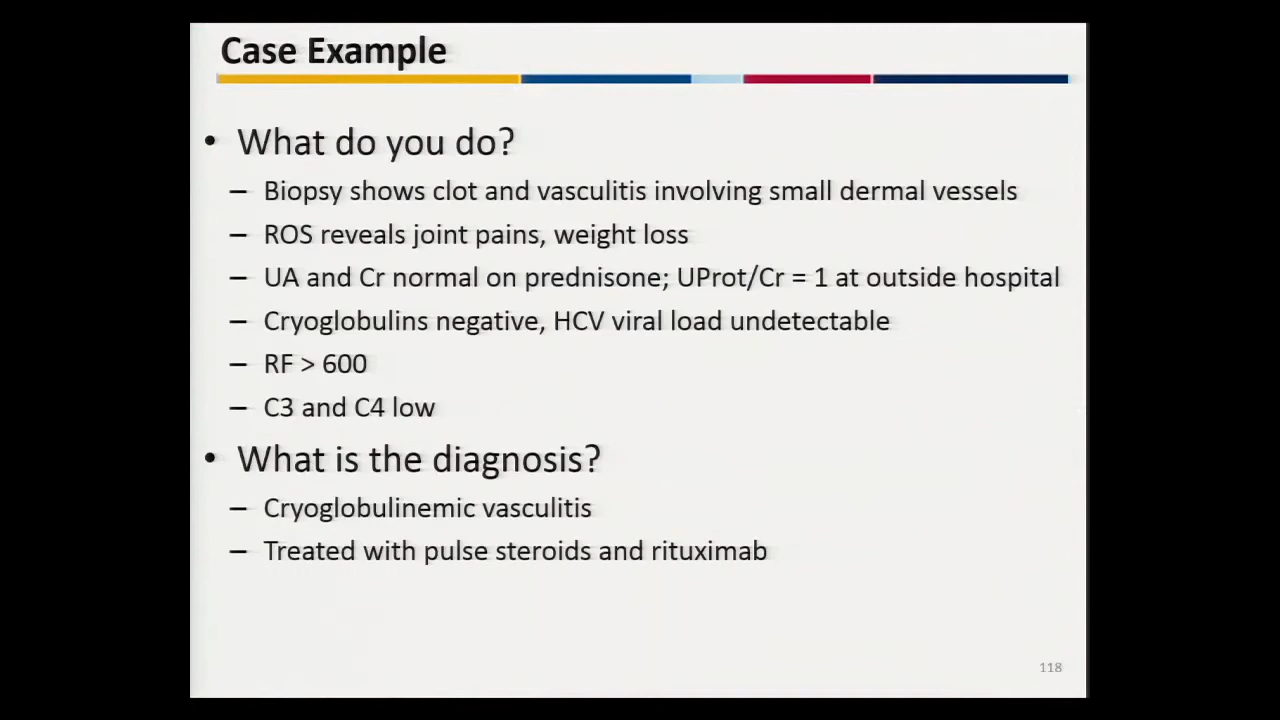 Case Example
• What do you do?
– Biopsy shows clot and vasculitis involving small dermal vessels
– ROS reveals joint pains, weight loss
– UA and Cr normal on prednisone; UProt/Cr = 1 at outside hospital
– Cryoglobulins negative, HCV viral load undetectable
– RF > 600
– C3 and C4 low
• What is the diagnosis?
– Cryoglobulinemic vasculitis
– Treated with pulse steroids and rituximab
118